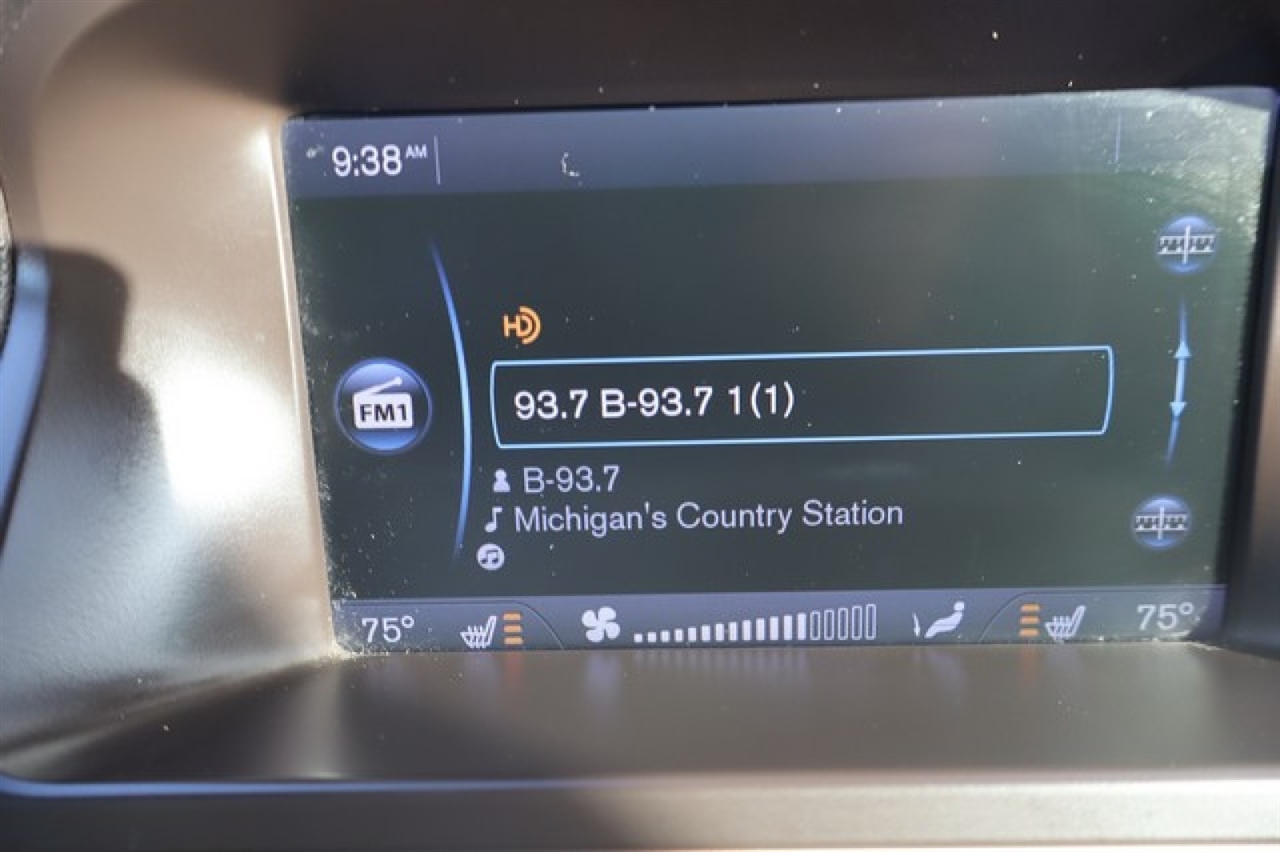 9:38 AM
HD
93.7 B-93.7 1(1)
FM1
B-93.7
Michigan's Country Station
75° 75°